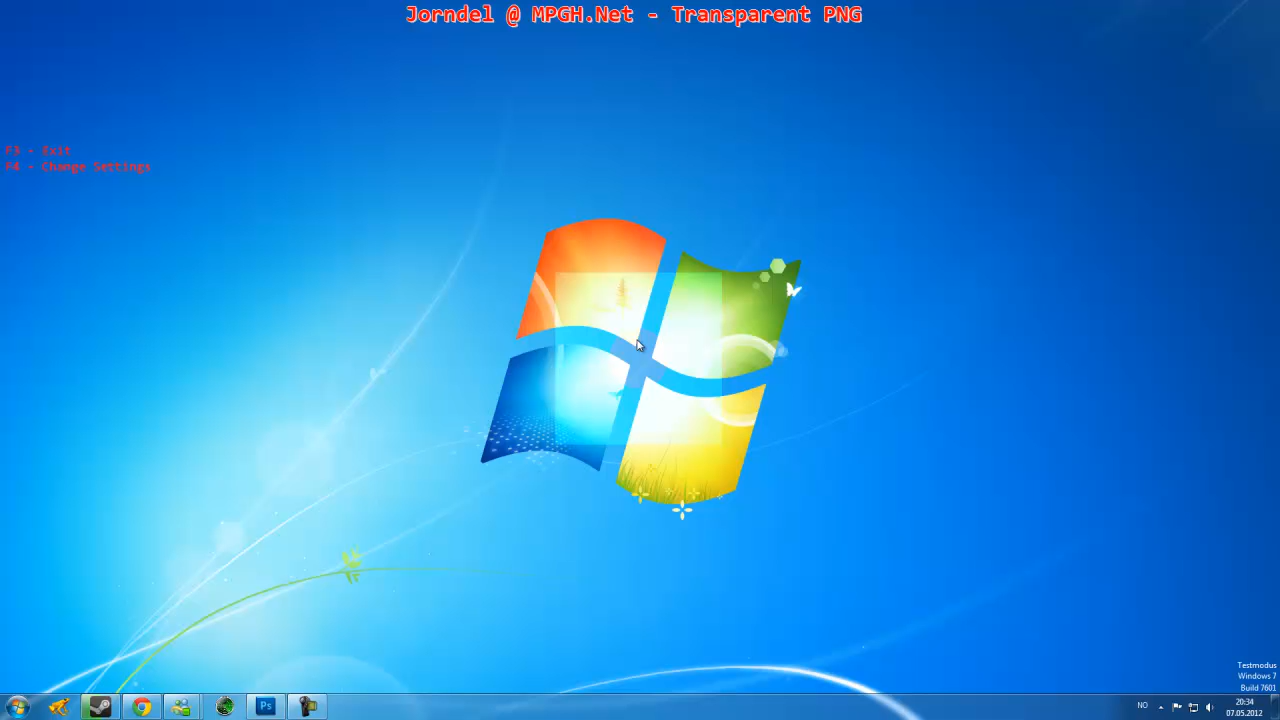 Jorndel @ MPGH.Net - Transparent PNG
F3 - Exit
F4 - Change Settings
Testmodus
Windows 7
Build 7601
Ps
NO
20:34
07.05.2012